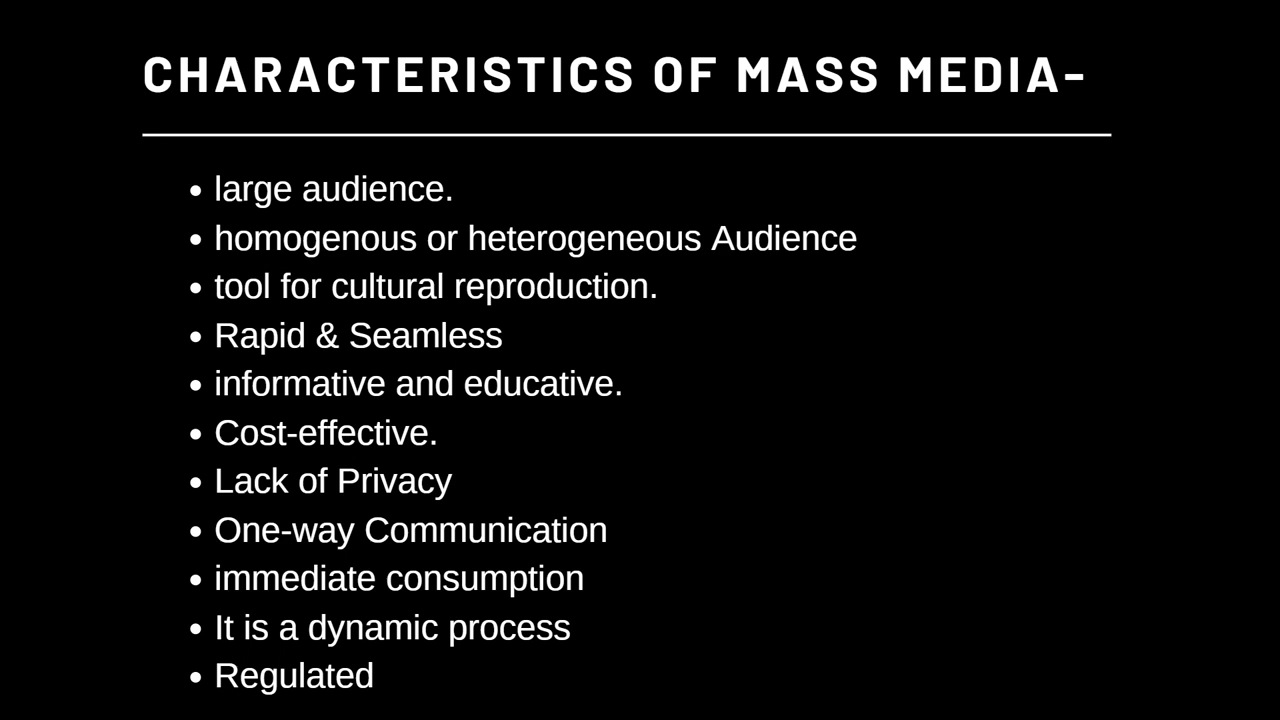 CHARACTERISTICS OF MASS MEDIA-
• large audience.
• homogenous or heterogeneous Audience
• tool for cultural reproduction.
• Rapid & Seamless
• informative and educative.
• Cost-effective.
• Lack of Privacy
• One-way Communication
• immediate consumption
• It is a dynamic process
• Regulated